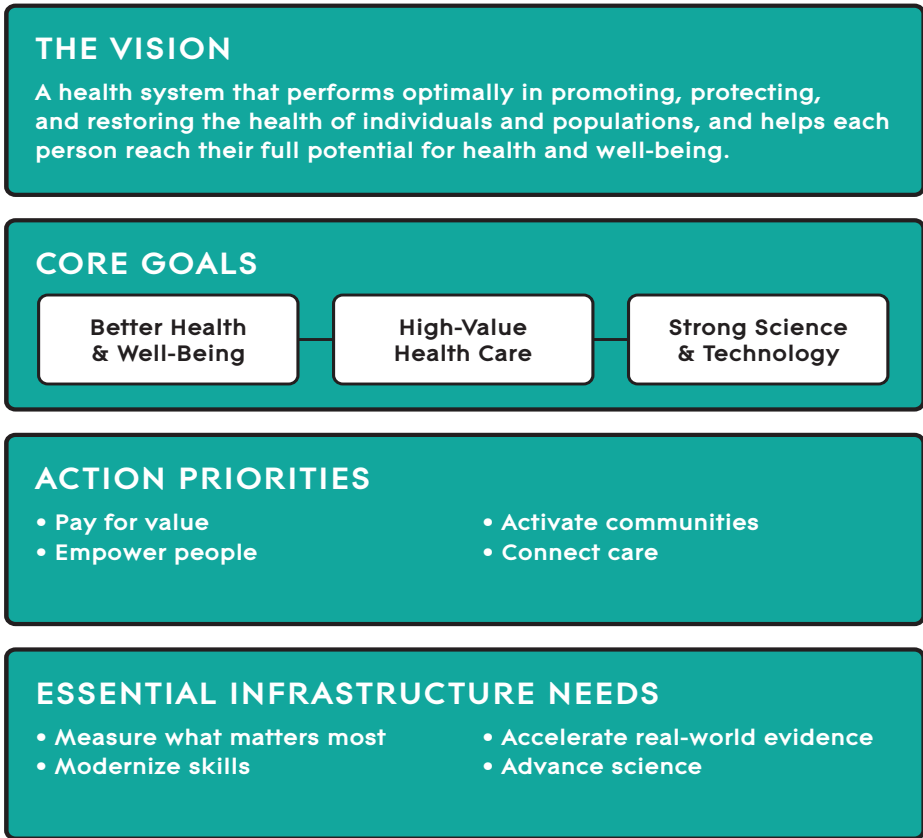 THE VISION
A health system that performs optimally in promoting, protecting,
and restoring the health of individuals and populations, and helps each
person reach their full potential for health and well-being.
CORE GOALS
Better Health
& Well-Being
High-Value
Health Care
Strong Science
& Technology
ACTION PRIORITIES
• Pay for value
• Empower people
• Activate communities
• Connect care
ESSENTIAL INFRASTRUCTURE NEEDS
• Measure what matters most
• Modernize skills
• Accelerate real-world evidence
• Advance science